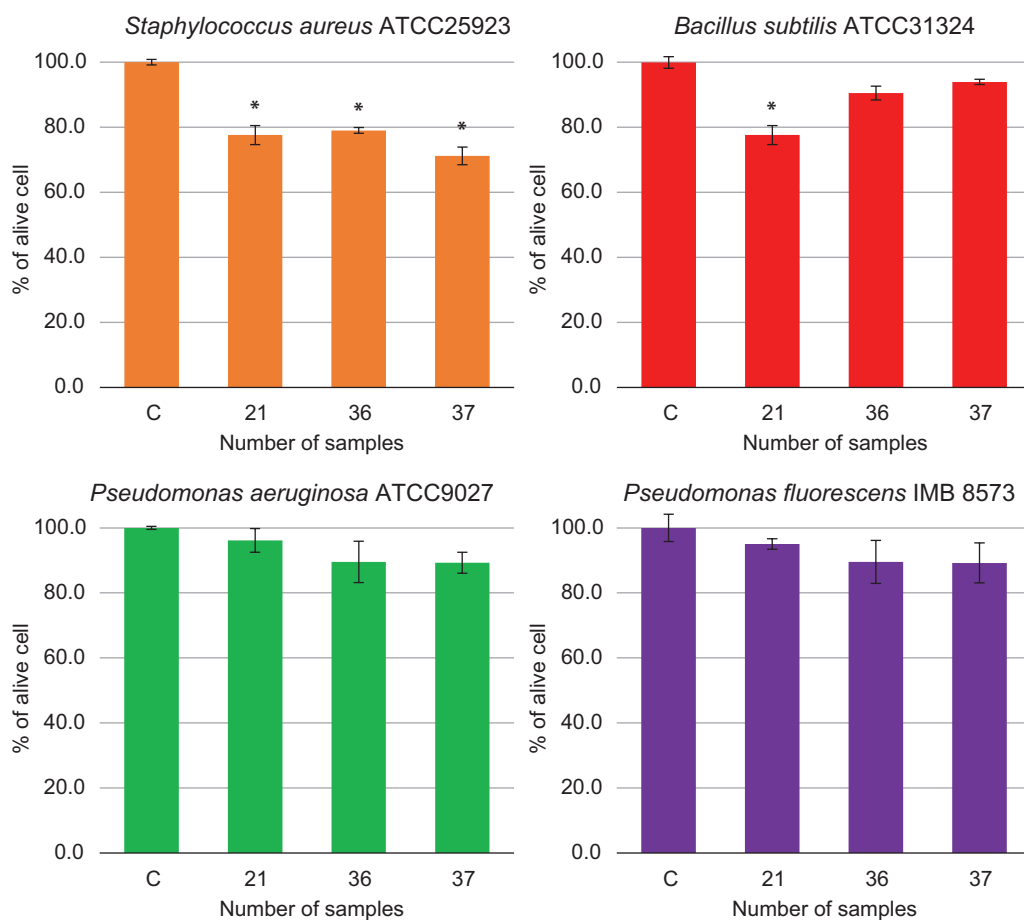 Staphylococcus aureus ATCC25923
% of alive cell
100.0
80.0
60.0
40.0
20.0
0.0
*
*
*
C 21 36 37
Number of samples
Bacillus subtilis ATCC31324
% of alive cell
100.0
80.0
60.0
40.0
20.0
0.0
*
C 21 36 37
Number of samples
Pseudomonas aeruginosa ATCC9027
% of alive cell
100.0
80.0
60.0
40.0
20.0
0.0
C 21 36 37
Number of samples
Pseudomonas fluorescens IMB 8573
% of alive cell
100.0
80.0
60.0
40.0
20.0
0.0
C 21 36 37
Number of samples